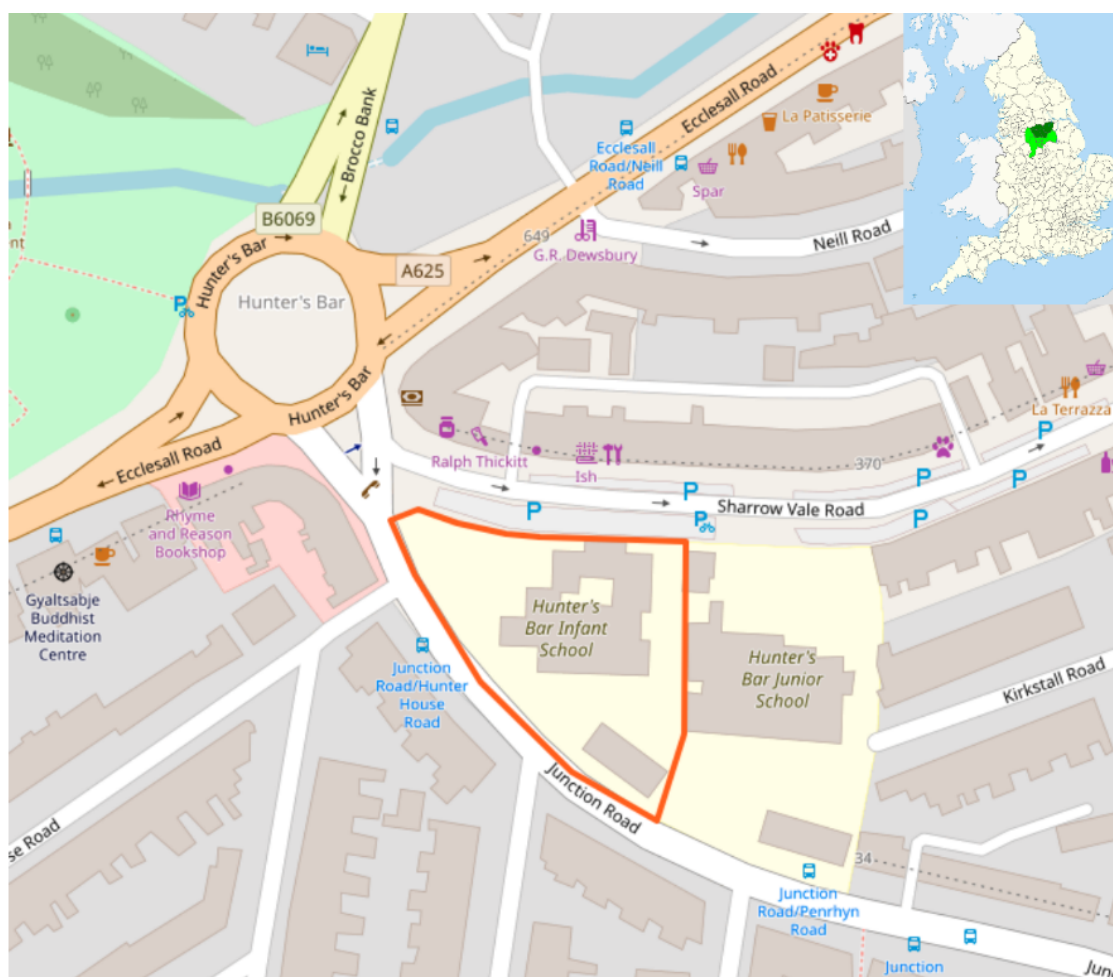 Brocco Bank
Ecclesall Road
La Patisserie
Ecclesall
Road/Neill
Road
Spar
B6069
Hunter's Bar
649
G.R. Dewsbury
Neill Road
A625
Hunter's Bar
P
Hunter's Bar
La Terrazza
P
Ecclesall Road
Ralph Thickitt
Ish
370
P
P
P
Rhyme
and Reason
Bookshop
P
Sharrow Vale Road
P
P
Gyaltsabje
Buddhist
Meditation
Centre
Hunter's
Bar Infant
School
Junction
Road/Hunter
House
Road
Hunter's
Bar Junior
School
Kirkstall Road
Junction Road
se Road
34
Junction
Road/Penrhyn
Road
Junction
Jun
ent